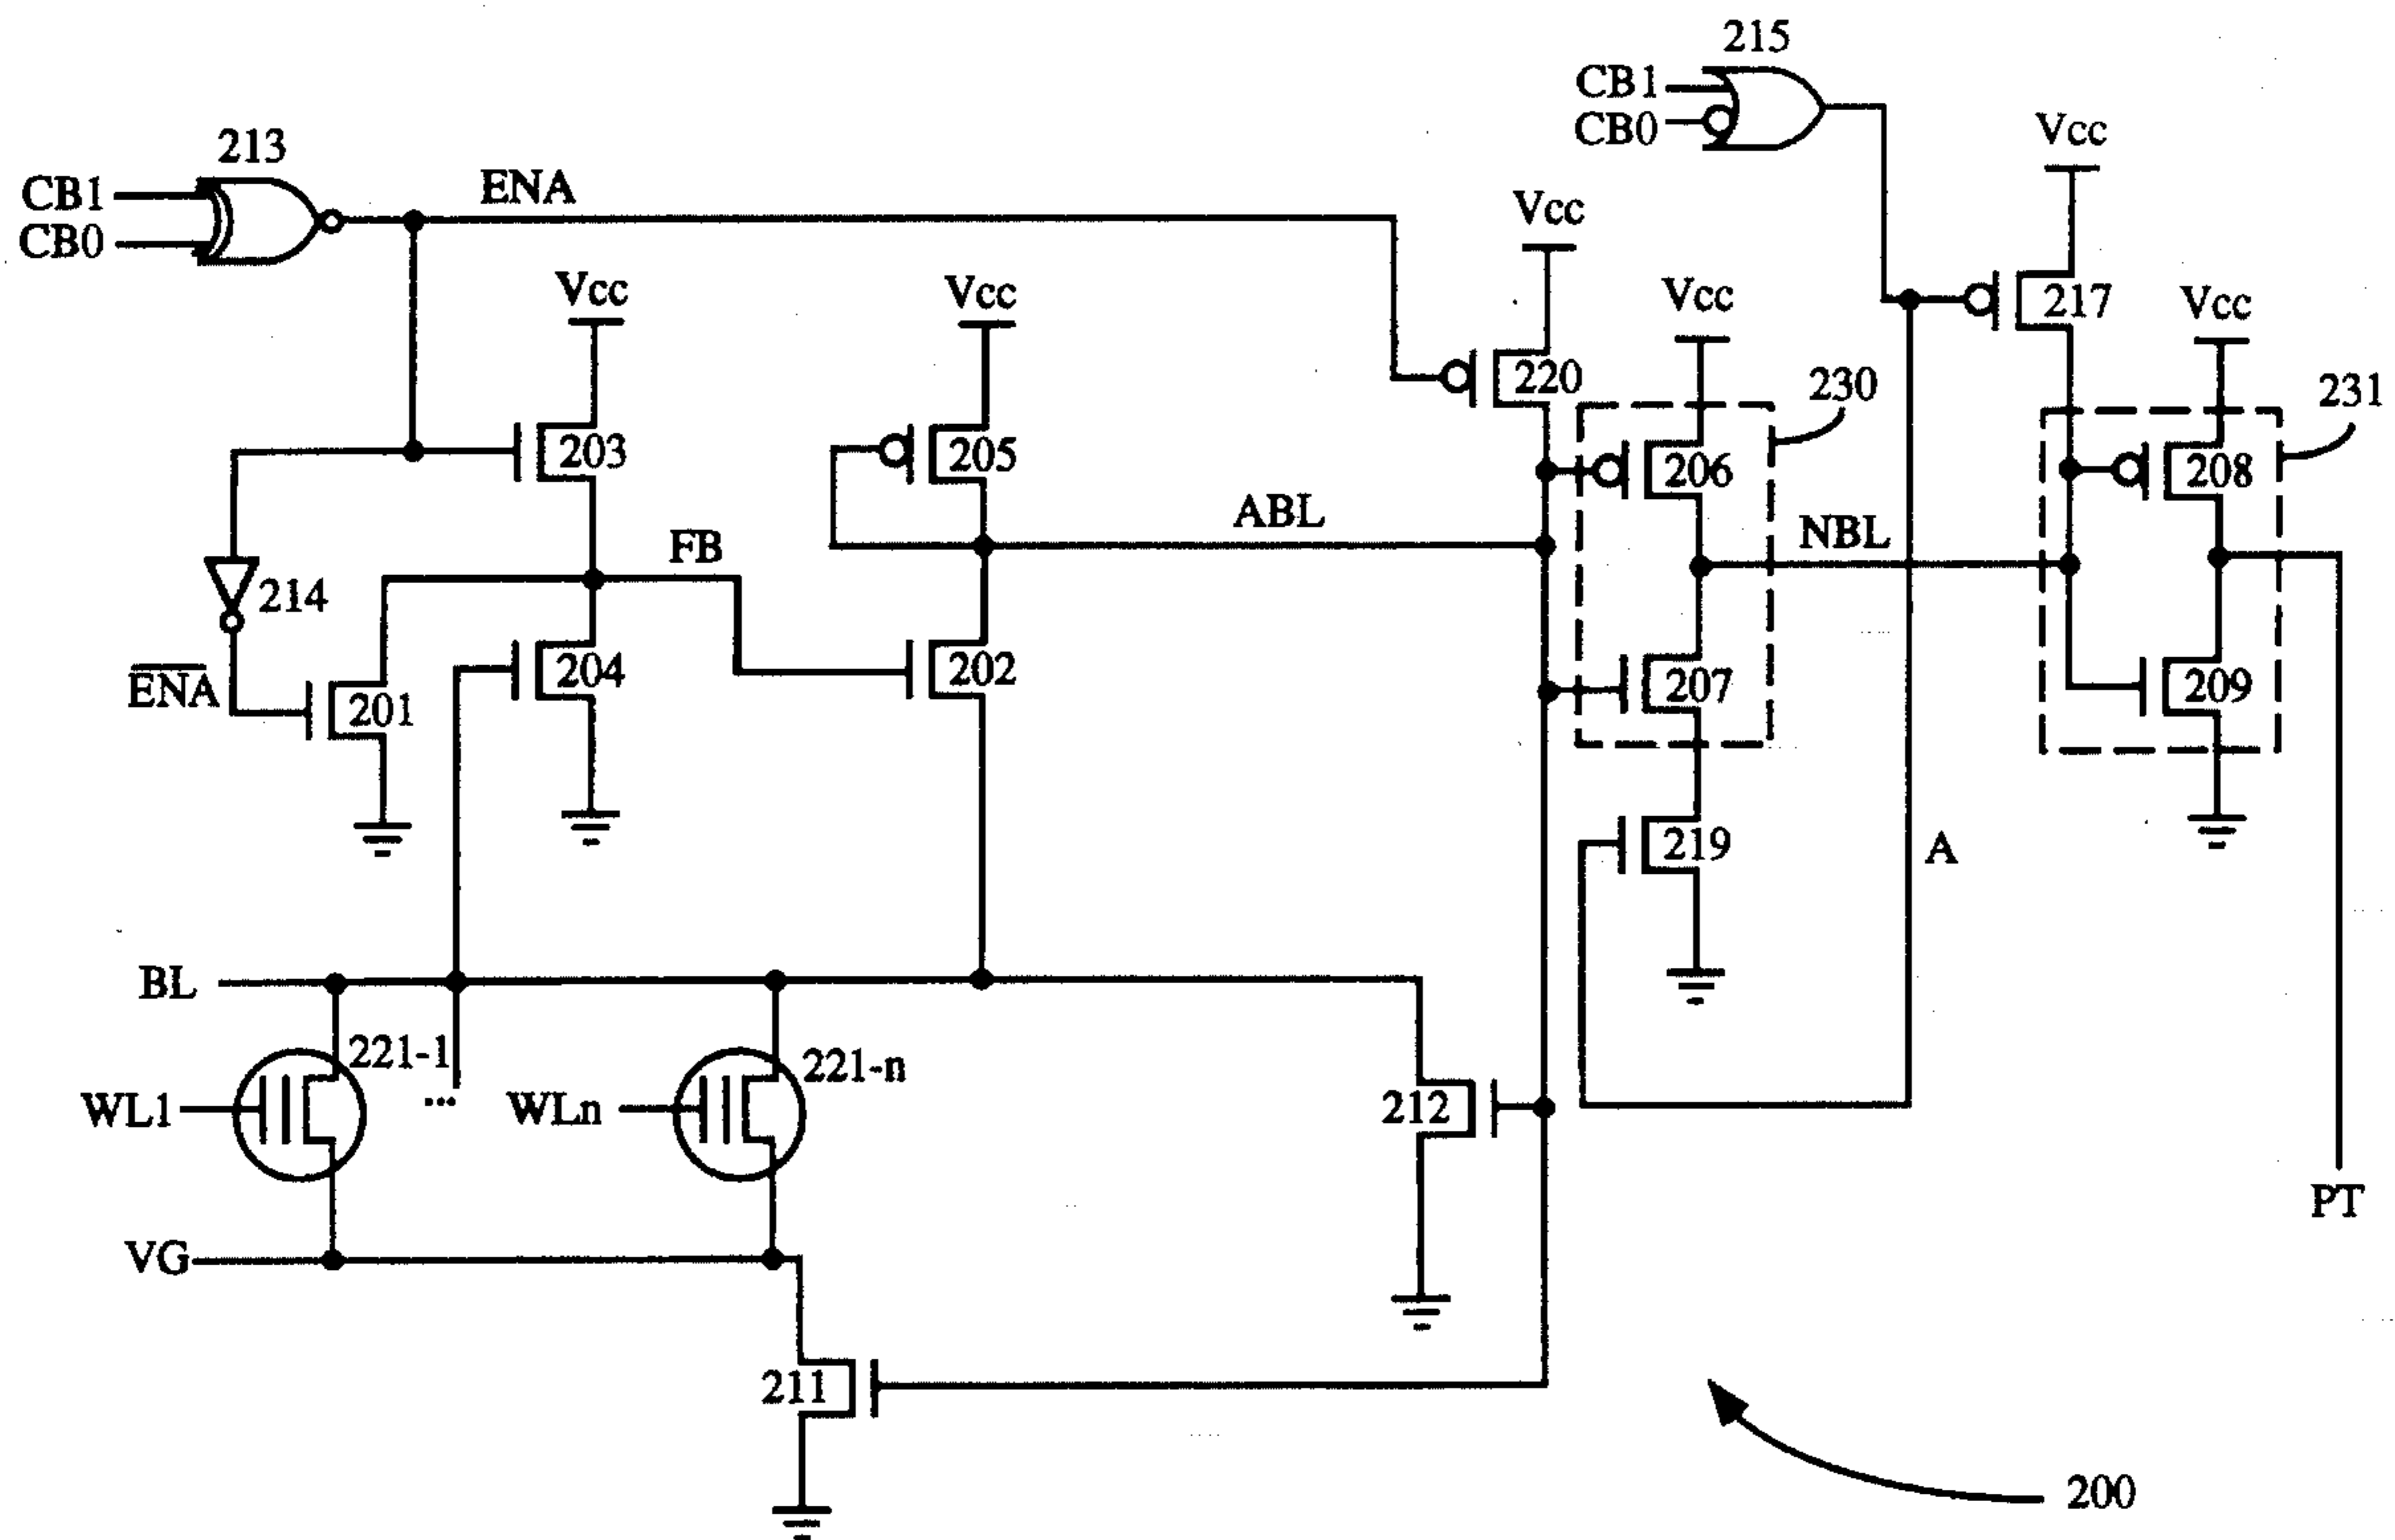 215
CB1
CB0
213
CB1
CB0
ENA
Vcc
Vcc
Vcc
Vcc
Vcc
Vcc
217
220
230
231
203
205
206
208
ABL
NBL
FB
214
ENA
201
204
202
207
209
219
A
BL
221-1
221-n
WL1
...
WLn
212
PT
VG
211
200